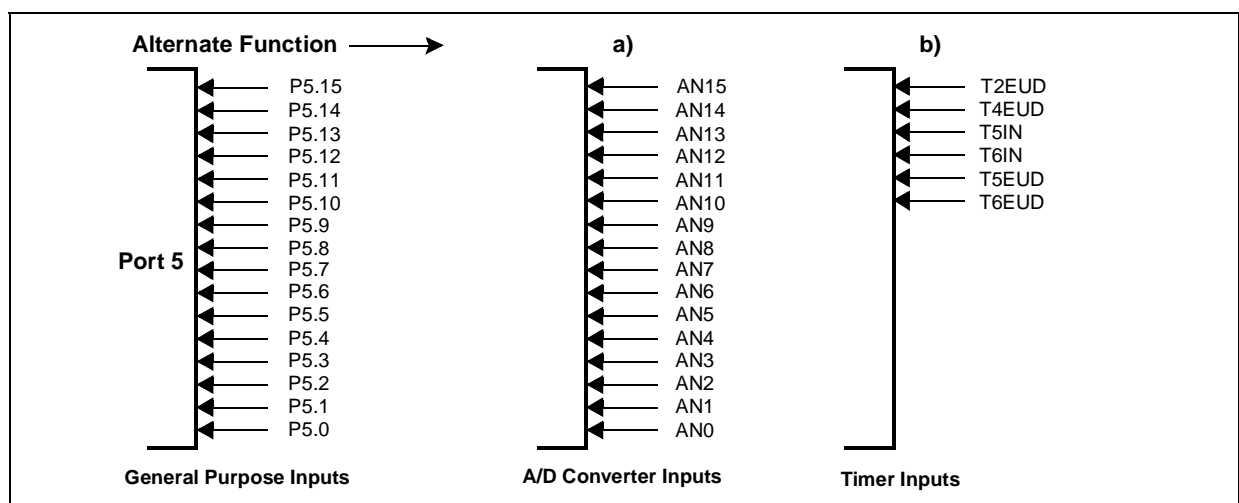 Alternate Function a) b)
P5.15 AN15 T2EUD
P5.14 AN14 T4EUD
P5.13 AN13 T5IN
P5.12 AN12 T6IN
P5.11 AN11 T5EUD
P5.10 AN10 T6EUD
P5.9 AN9
P5.8 AN8
Port 5 P5.7 AN7
P5.6 AN6
P5.5 AN5
P5.4 AN4
P5.3 AN3
P5.2 AN2
P5.1 AN1
P5.0 AN0
General Purpose Inputs A/D Converter Inputs Timer Inputs